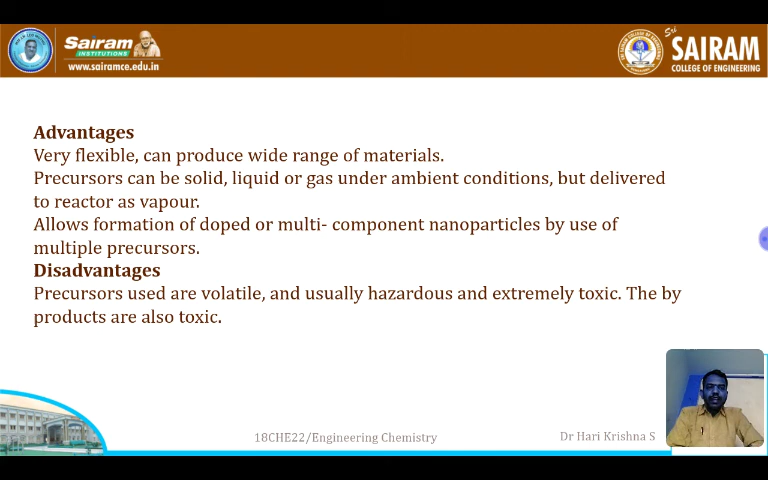 Sairam
INSTITUTIONS
www.sairamce.edu.in
Sri
SAIRAM
COLLEGE OF ENGINEERING
Advantages
Very flexible, can produce wide range of materials.
Precursors can be solid, liquid or gas under ambient conditions, but delivered
to reactor as vapour.
Allows formation of doped or multi- component nanoparticles by use of
multiple precursors.
Disadvantages
Precursors used are volatile, and usually hazardous and extremely toxic. The by
products are also toxic.
18CHE22/Engineering Chemistry
Dr Hari Krishna S